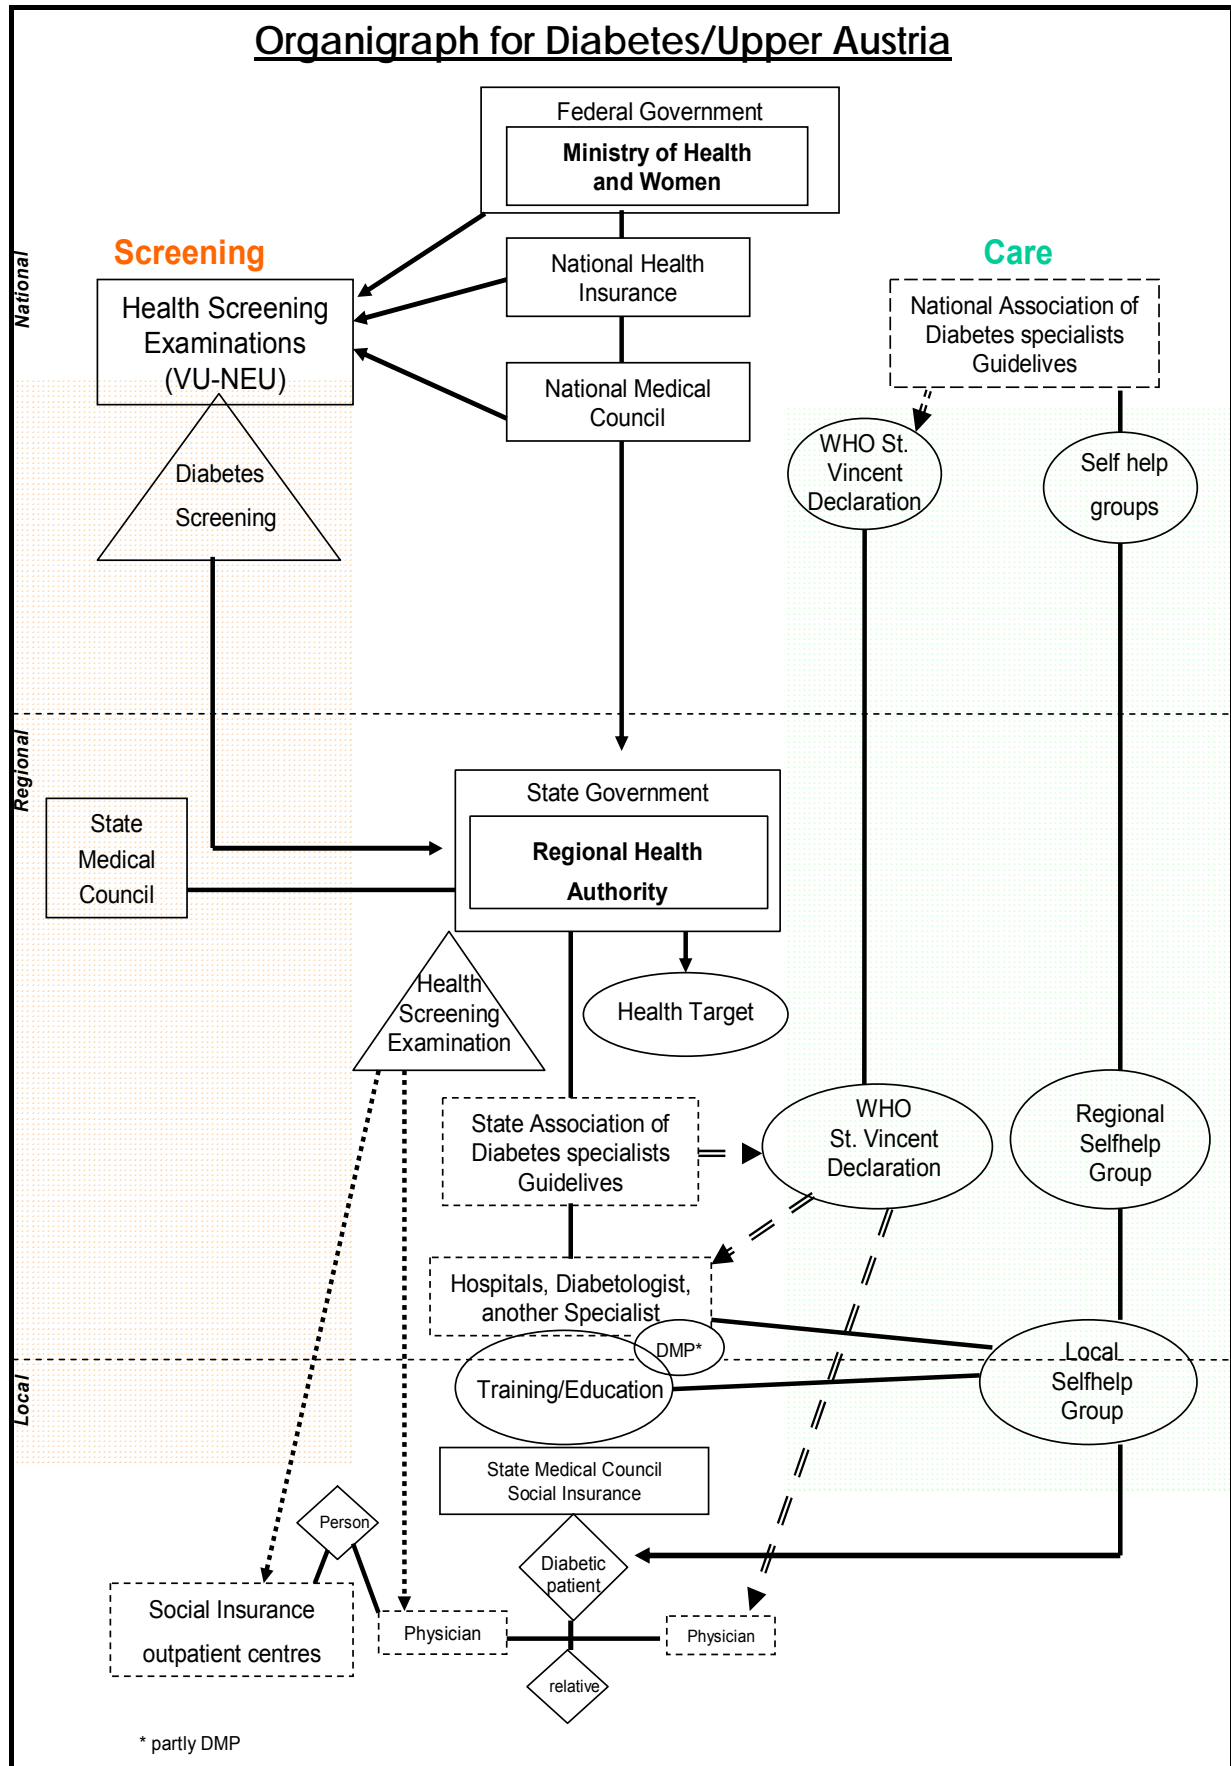 Organigraph for Diabetes/Upper Austria
Federal Government
Ministry of Health
and Women
National
Screening
Care
National Health
Insurance
Health Screening
Examinations
(VU-NEU)
National Association of
Diabetes specialists
Guidelives
National Medical
Council
WHO St.
Vincent
Declaration
Self help
groups
Diabetes
Screening
Regional
State Government
Regional Health
Authority
State
Medical
Council
Health
Screening
Examination
Health Target
State Association of
Diabetes specialists
Guidelives
WHO
St. Vincent
Declaration
Regional
Selfhelp
Group
Hospitals, Diabetologist,
another Specialist
DMP*
Local
Training/Education
Local
Selfhelp
Group
State Medical Council
Social Insurance
Person
Diabetic
patient
Social Insurance
outpatient centres
Physician
Physician
relative
* partly DMP